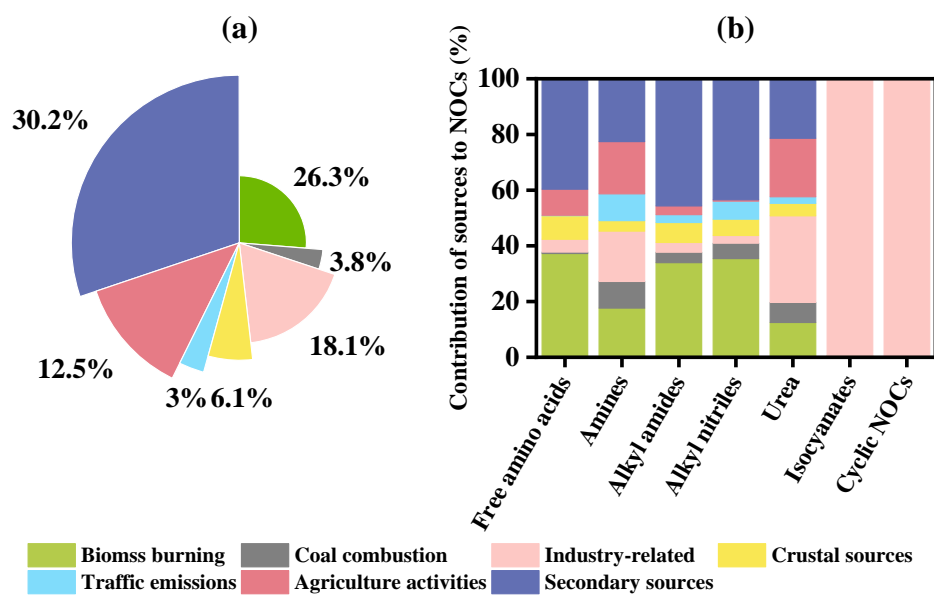 (a)
30.2%
26.3%
3.8%
18.1%
6.1%
3%
12.5%
(b)
Contribution of sources to NOCs (%)
100
80
60
40
20
0
Free amino acids
Amines
Alkyl amides
Alkyl nitriles
Urea
Isocyanates
Cyclic NOCs
Biomss burning
Coal combustion
Industry-related
Crustal sources
Traffic emissions
Agriculture activities
Secondary sources